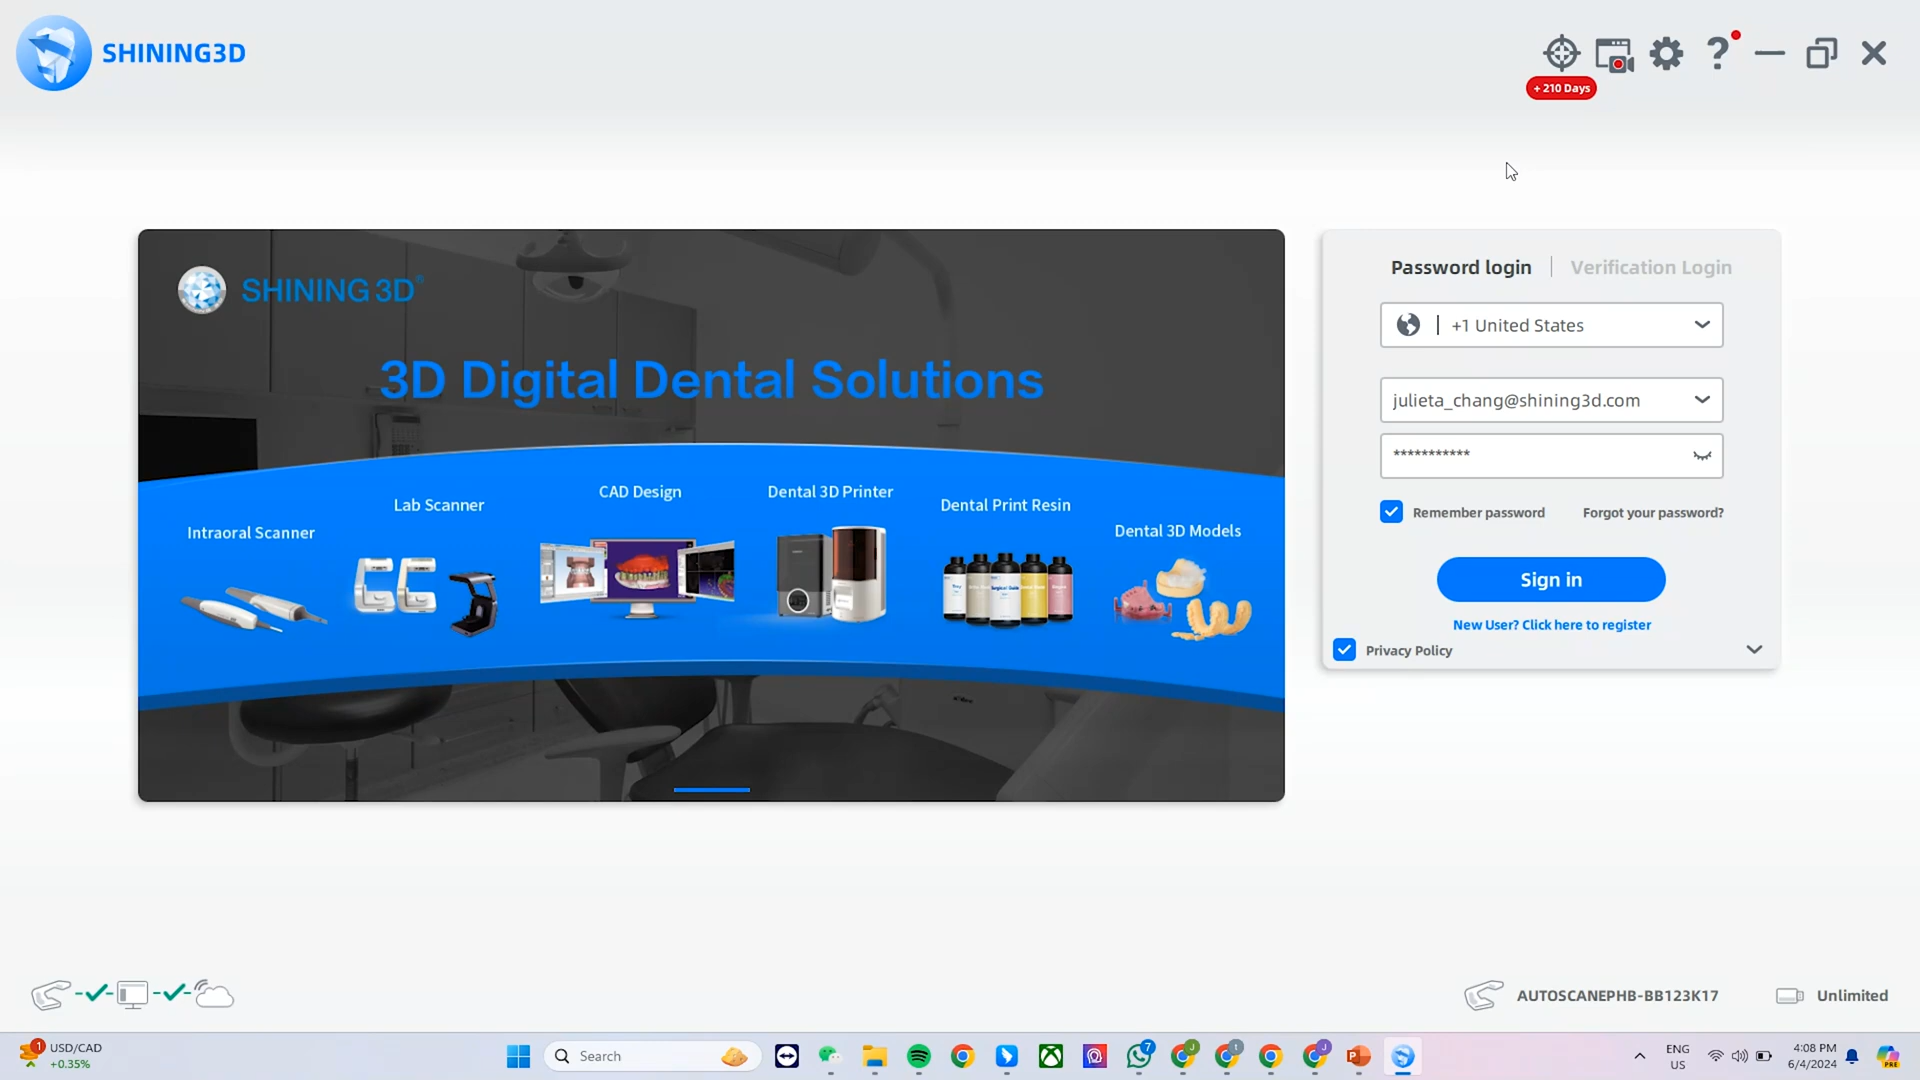 SHINING3D
+ 210 Days
SHINING 3D®
3D Digital Dental Solutions
Intraoral Scanner
Lab Scanner
CAD Design
Dental 3D Printer
Dental Print Resin
Dental 3D Models
Password login
Verification Login
+1 United States
julieta_chang@shining3d.com
***********
Remember password
Forgot your password?
Sign in
New User? Click here to register
Privacy Policy
AUTOSCANEPHB-BB123K17
Unlimited
1
USD/CAD
+0.35%
Search
7
J
t
J
P
ENG
US
4:08 PM
6/4/2024
PRE